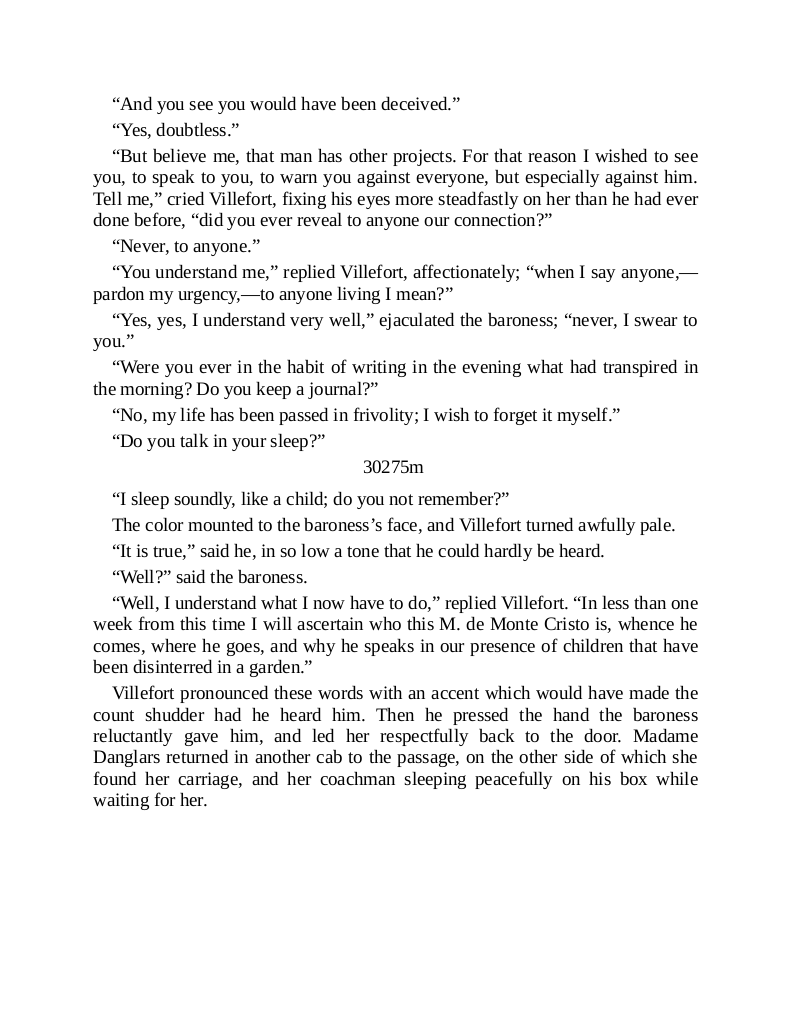 “And you see you would have been deceived.”
“Yes, doubtless.”
“But believe me, that man has other projects. For that reason I wished to see
you, to speak to you, to warn you against everyone, but especially against him.
Tell me,” cried Villefort, fixing his eyes more steadfastly on her than he had ever
done before, “did you ever reveal to anyone our connection?”
“Never, to anyone.”
“You understand me,” replied Villefort, affectionately; “when I say anyone,—
pardon my urgency,—to anyone living I mean?”
“Yes, yes, I understand very well,” ejaculated the baroness; “never, I swear to
you.”
“Were you ever in the habit of writing in the evening what had transpired in
the morning? Do you keep a journal?”
“No, my life has been passed in frivolity; I wish to forget it myself.”
“Do you talk in your sleep?”
30275m
“I sleep soundly, like a child; do you not remember?”
The color mounted to the baroness’s face, and Villefort turned awfully pale.
“It is true,” said he, in so low a tone that he could hardly be heard.
“Well?” said the baroness.
“Well, I understand what I now have to do,” replied Villefort. “In less than one
week from this time I will ascertain who this M. de Monte Cristo is, whence he
comes, where he goes, and why he speaks in our presence of children that have
been disinterred in a garden.”
Villefort pronounced these words with an accent which would have made the
count shudder had he heard him. Then he pressed the hand the baroness
reluctantly gave him, and led her respectfully back to the door. Madame
Danglars returned in another cab to the passage, on the other side of which she
found her carriage, and her coachman sleeping peacefully on his box while
waiting for her.